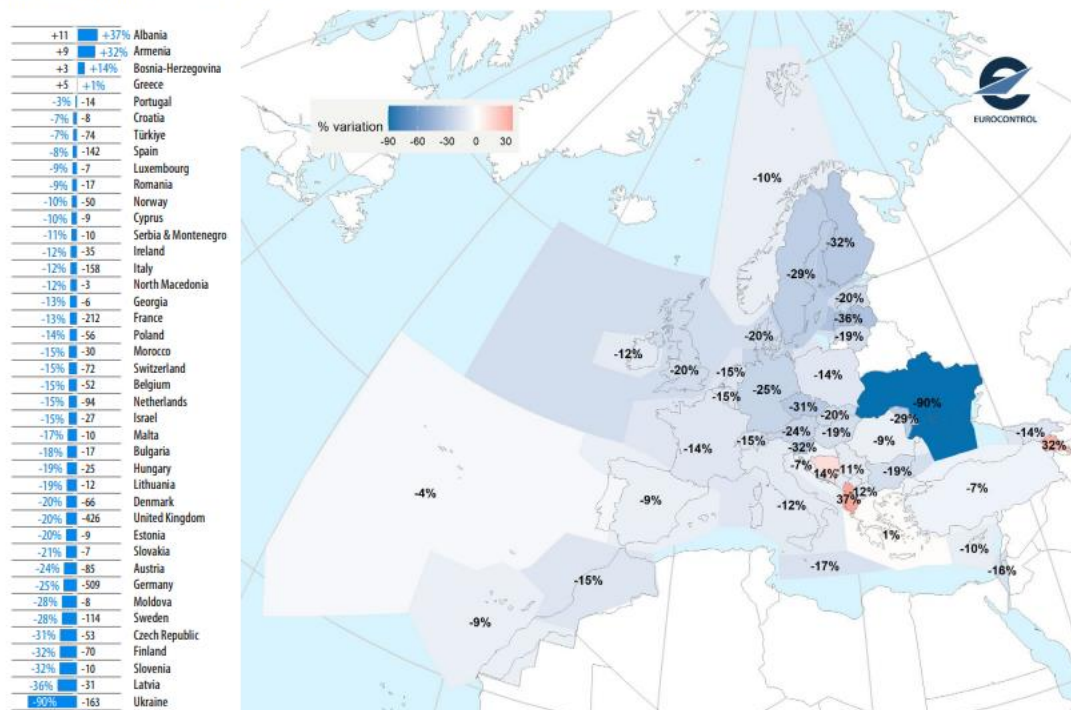 +11 +37% Albania
+9 +32% Armenia
+3 +14% Bosnia-Herzegovina
+5 +1% Greece
-3% -14 Portugal
-7% -8 Croatia
-7% -74 Türkiye
-8% -142 Spain
-9% -7 Luxembourg
-9% -17 Romania
-10% -50 Norway
-10% -9 Cyprus
-11% -10 Serbia & Montenegro
-12% -35 Ireland
-12% -158 Italy
-12% -3 North Macedonia
-13% -6 Georgia
-13% -212 France
-14% -56 Poland
-15% -30 Morocco
-15% -72 Switzerland
-15% -52 Belgium
-15% -94 Netherlands
-15% -27 Israel
-17% -10 Malta
-18% -17 Bulgaria
-19% -25 Hungary
-19% -12 Lithuania
-20% -66 Denmark
-20% -426 United Kingdom
-20% -9 Estonia
-21% -7 Slovakia
-24% -85 Austria
-25% -509 Germany
-28% -8 Moldova
-28% -114 Sweden
-31% -53 Czech Republic
-32% -70 Finland
-32% -10 Slovenia
-36% -31 Latvia
-90% -163 Ukraine
% variation
-90 -60 -30 0 30
EUROCONTROL
-10%
-32%
-29%
-20%
-36%
-20%
-19%
-12%
-20%
-15%
-15%
-25%
-14%
-90%
-31%
-20%
-29%
-24%
-19%
-14%
-15%
-32%
-9%
-14%
32%
-7%
14%
11%
-19%
-4%
-9%
-12%
37%
12%
-7%
1%
-10%
-17%
-16%
-15%
-9%